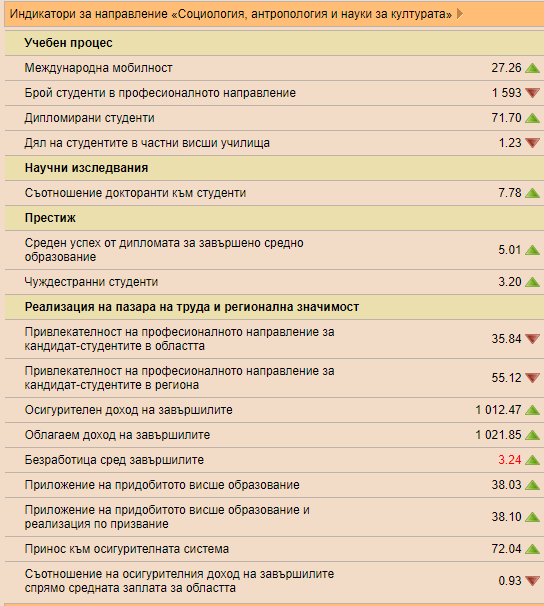 Индикатори за направление «Социология, антропология и науки за културата»
Учебен процес
Международна мобилност 27.26
Брой студенти в професионалното направление 1 593
Дипломирани студенти 71.70
Дял на студентите в частни висши училища 1.23
Научни изследвания
Съотношение докторанти към студенти 7.78
Престиж
Среден успех от дипломата за завършено средно
образование 5.01
Чуждестранни студенти 3.20
Реализация на пазара на труда и регионална значимост
Привлекателност на професионалното направление за
кандидат-студентите в областта 35.84
Привлекателност на професионалното направление за
кандидат-студентите в региона 55.12
Осигурителен доход на завършилите 1 012.47
Облагаем доход на завършилите 1 021.85
Безработица сред завършилите 3.24
Приложение на придобитото висше образование 38.03
Приложение на придобитото висше образование и
реализация по призвание 38.10
Принос към осигурителната система 72.04
Съотношение на осигурителния доход на завършилите
спрямо средната заплата за областта 0.93